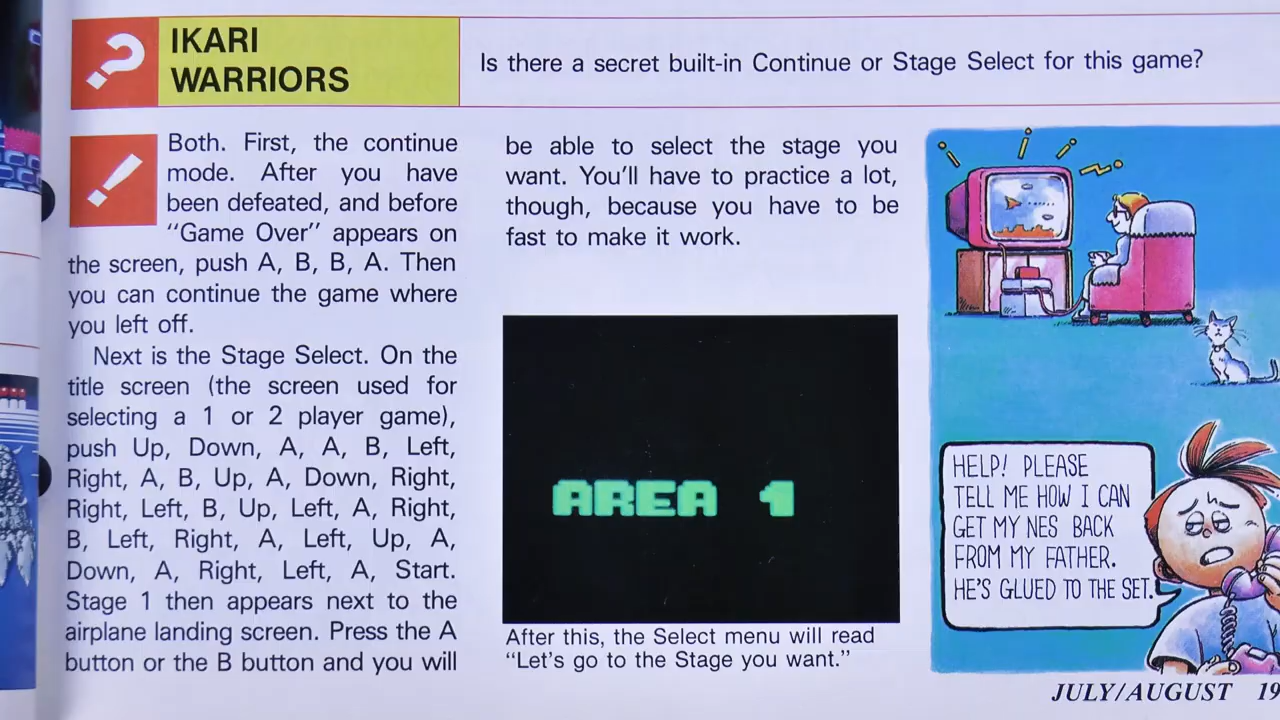 IKARI
WARRIORS
Is there a secret built-in Continue or Stage Select for this game?
Both. First, the continue
mode. After you have
been defeated, and before
"Game Over" appears on
the screen, push A, B, B, A. Then
you can continue the game where
you left off.
Next is the Stage Select. On the
title screen (the screen used for
selecting a 1 or 2 player game),
push Up, Down, A, A, B, Left,
Right, A, B, Up, A, Down, Right,
Right, Left, B, Up, Left, A, Right,
B, Left, Right, A, Left, Up, A,
Down, A, Right, Left, A, Start.
Stage 1 then appears next to the
airplane landing screen. Press the A
button or the B button and you will
be able to select the stage you
want. You'll have to practice a lot,
though, because you have to be
fast to make it work.
AREA 1
After this, the Select menu will read
"Let's go to the Stage you want."
HELP! PLEASE
TELL ME HOW I CAN
GET MY NES BACK
FROM MY FATHER.
HE'S GLUED TO THE SET.
JULY/AUGUST 19